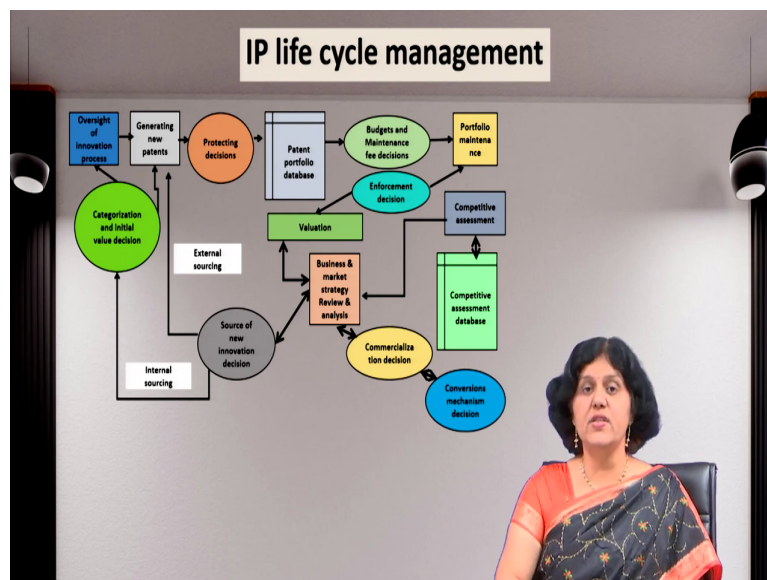 IP life cycle management
Oversight
of
innovation
process
Generating
new
patents
Protecting
decisions
Patent
portfolio
database
Budgets and
Maintenance
fee decisions
Portfolio
maintena
nce
Enforcement
decision
Categorization
and initial
value decision
Valuation
Competitive
assessment
External
sourcing
Business &
market
strategy
Review &
analysis
Competitive
assessment
database
Source of
new
innovation
decision
Commercializa
tion decision
Internal
sourcing
Conversions
mechanism
decision